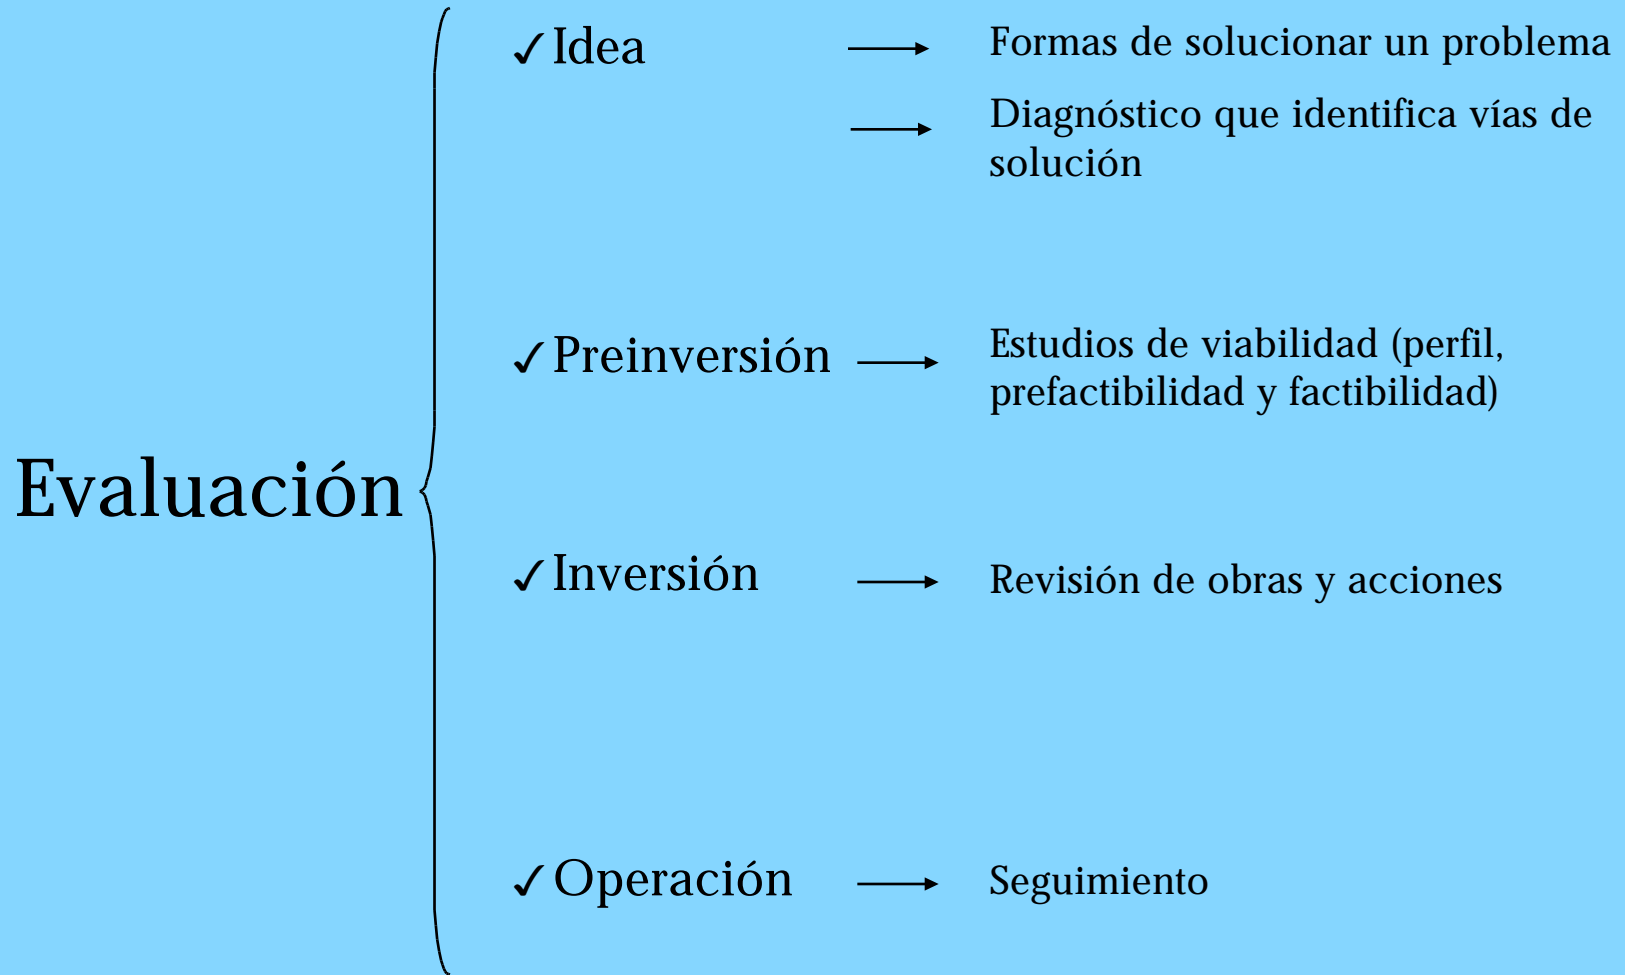 ✓Idea
Formas de solucionar un problema
Diagnóstico que identifica vías de
solución
✓Preinversión
Estudios de viabilidad (perfil,
prefactibilidad y factibilidad)
Evaluación
✓Inversión
Revisión de obras y acciones
✓Operación
Seguimiento